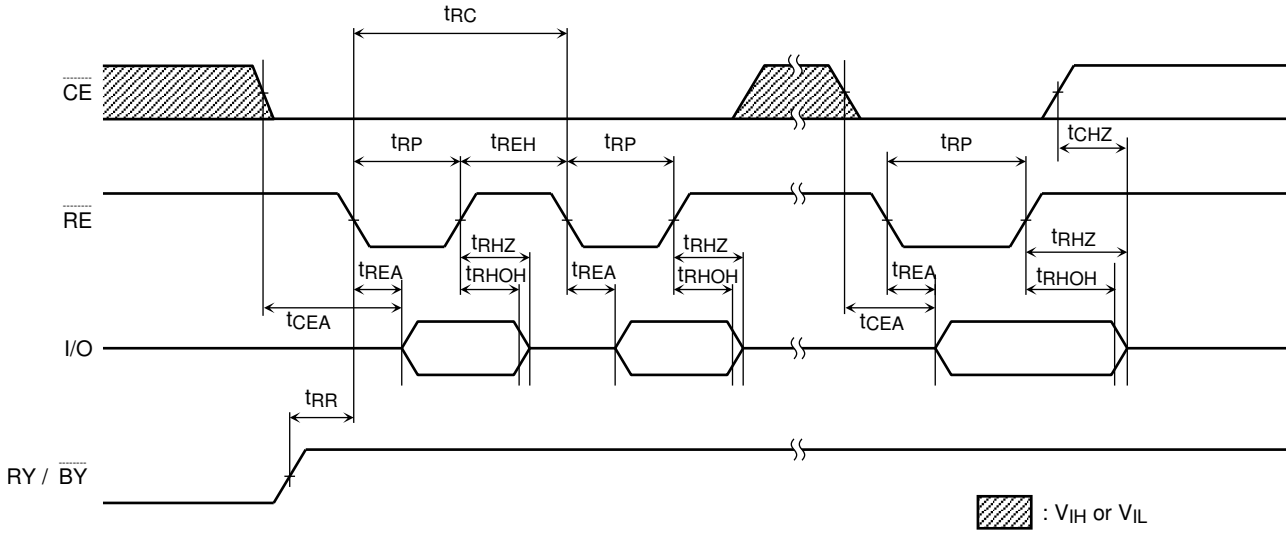 tRC
CE
tCHZ
tRP tREH tRP tRP
RE
tRHZ tRHZ tRHZ
tREA tRHOH tREA tRHOH tREA tRHOH
tCEA tCEA
I/O
tRR
RY / BY
: VIH or VIL